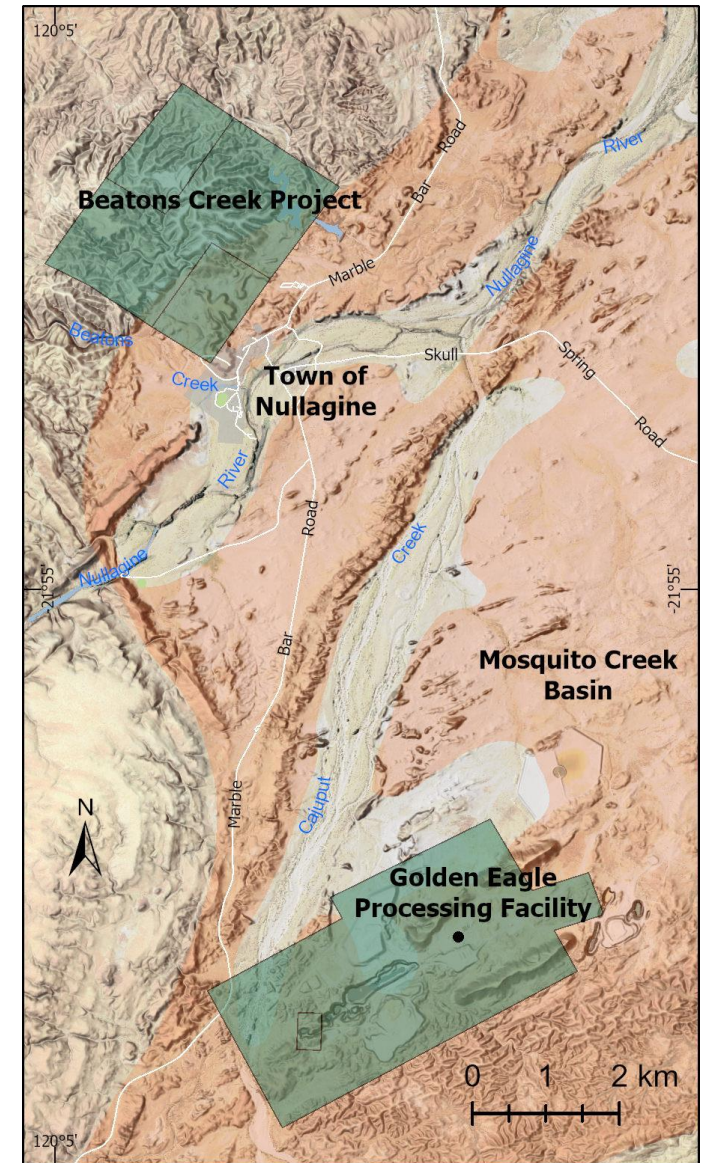 120°5'
River
Road
Bar
Marble
Beatons Creek Project
Nullagine
Beatons
Creek
Skull
Spring
Road
Town of
Nullagine
River
Road
Creek
Nullagine
-21°55'
-21°55'
Bar
Mosquito Creek
Basin
Marble
Cajuput
N
Golden Eagle
Processing Facility
0 1 2 km
120°5'